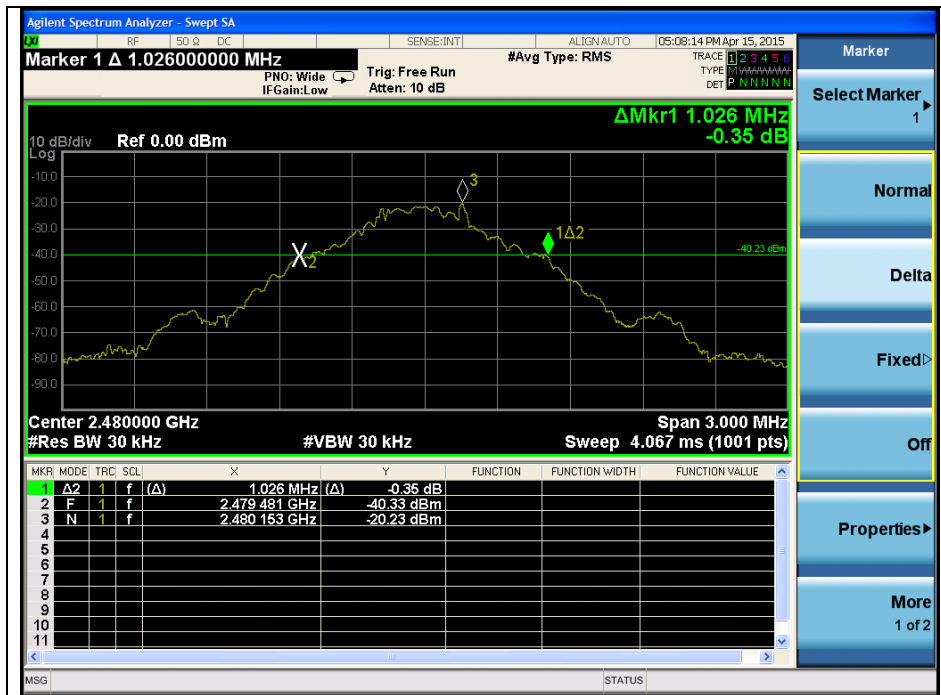 Agilent Spectrum Analyzer - Swept SA
LXI RF 50 Ω DC SENSE:INT ALIGNAUTO 05:08:14 PM Apr 15, 2015
Marker 1 Δ 1.026000000 MHz
PNO: Wide
IFGain:Low
Trig: Free Run
Atten: 10 dB
#Avg Type: RMS
TRACE 1 2 3 4 5 6
TYPE M
DET P N N N N N
ΔMkr1 1.026 MHz
-0.35 dB
10 dB/div Ref 0.00 dBm
Log
-10.0
-20.0
-30.0
-40.0
-50.0
-60.0
-70.0
-80.0
-90.0
3
1Δ2
X2
-40.23 dBm
Center 2.480000 GHz Span 3.000 MHz
#Res BW 30 kHz #VBW 30 kHz Sweep 4.067 ms (1001 pts)
MKR MODE TRC SCL X Y FUNCTION FUNCTION WIDTH FUNCTION VALUE
1 Δ2 1 f (Δ) 1.026 MHz (Δ) -0.35 dB
2 F 1 f 2.479 481 GHz -40.33 dBm
3 N 1 f 2.480 153 GHz -20.23 dBm
4
5
6
7
8
9
10
11
MSG STATUS
Marker
Select Marker
1
Normal
Delta
Fixed
Off
Properties
More
1 of 2